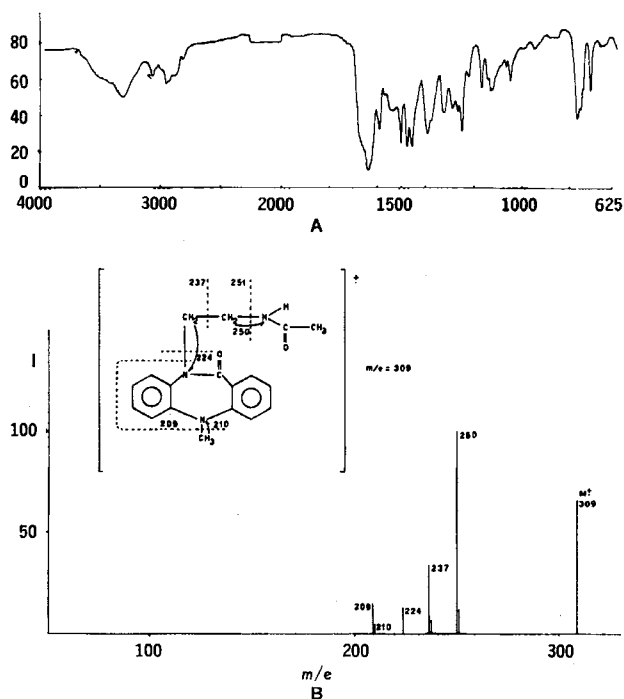 80
60
40
20
0
4000 3000 2000 1500 1000 625
A
+
237 251
H
CH2 CH2 N
250 C CH3
O
224 O
N C
m/e = 309
N
209 CH3 210
I
100
50
260
M+
309
237
209
210
224
100 200 300
m/e
B